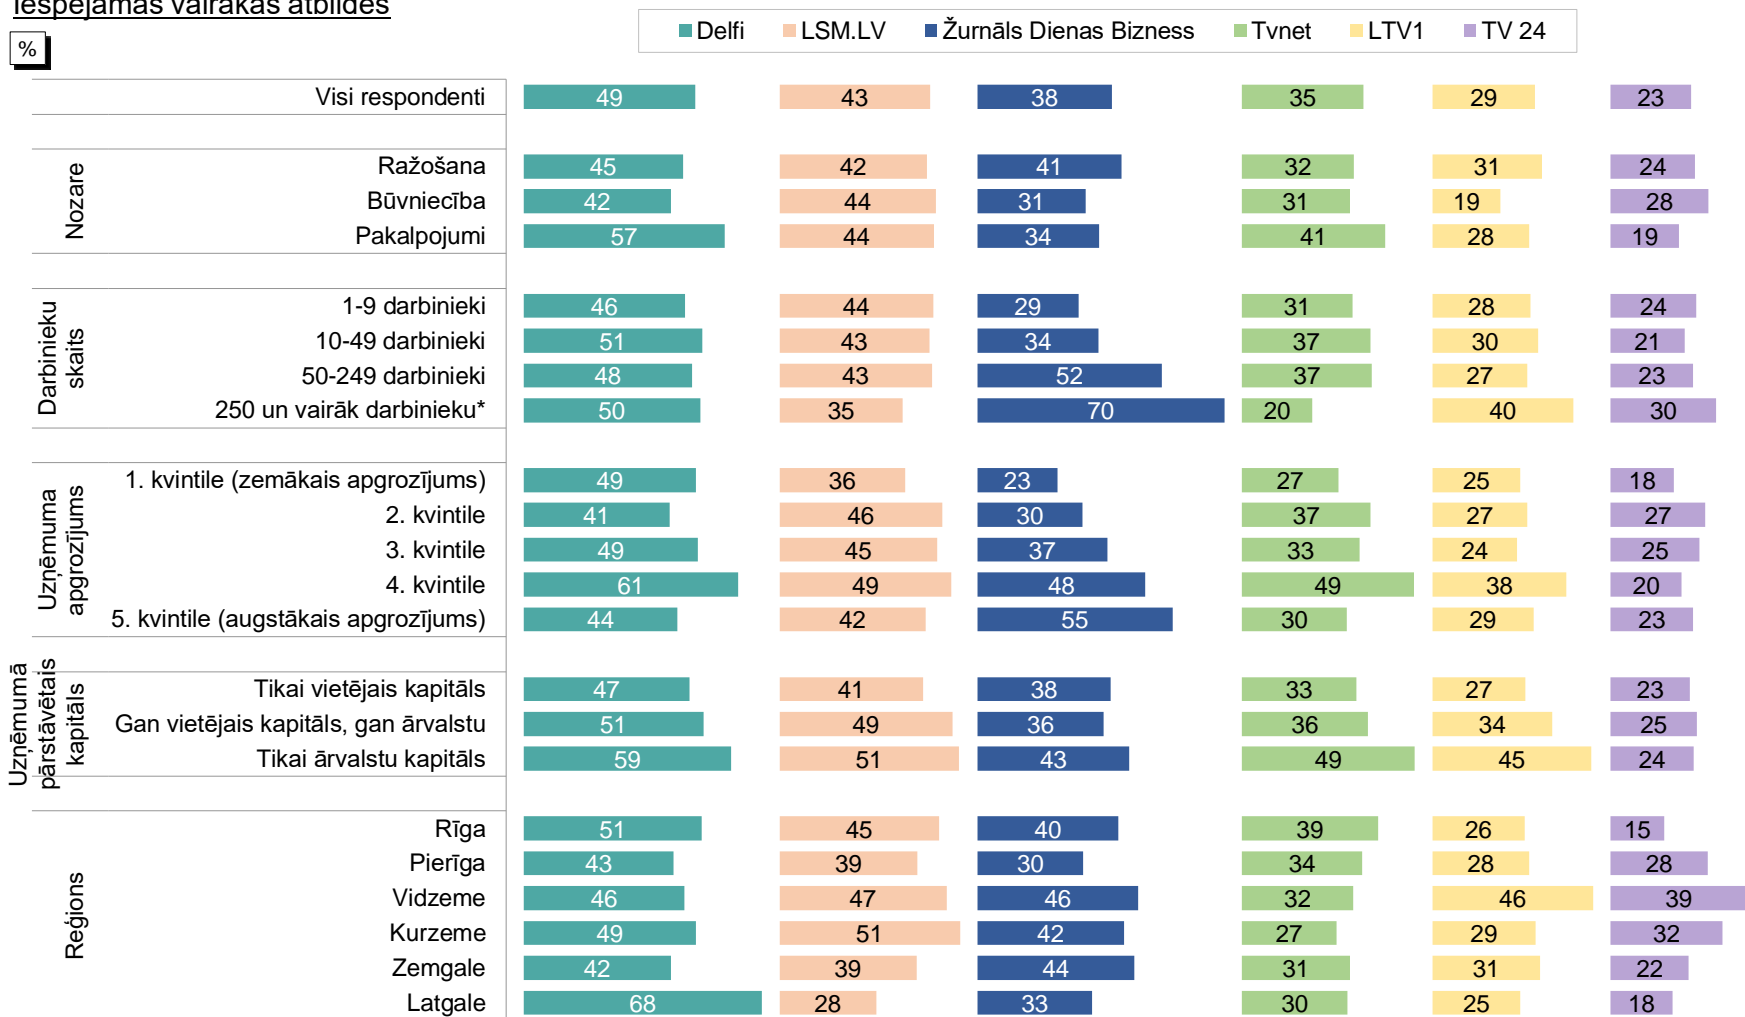 Iespējamas vairākas atbildes
%
Delfi LSM.LV Žurnāls Dienas Bizness Tvnet LTV1 TV 24
Visi respondenti 49 43 38 35 29 23
Nozare
Ražošana 45 42 41 32 31 24
Būvniecība 42 44 31 31 19 28
Pakalpojumi 57 44 34 41 28 19
Darbinieku skaits
1-9 darbinieki 46 44 29 31 28 24
10-49 darbinieki 51 43 34 37 30 21
50-249 darbinieki 48 43 52 37 27 23
250 un vairāk darbinieku* 50 35 70 20 40 30
Uzņēmuma apgrozījums
1. kvintile (zemākais apgrozījums) 49 36 23 27 25 18
2. kvintile 41 46 30 37 27 27
3. kvintile 49 45 37 33 24 25
4. kvintile 61 49 48 49 38 20
5. kvintile (augstākais apgrozījums) 44 42 55 30 29 23
Uzņēmumā pārstāvētais kapitāls
Tikai vietējais kapitāls 47 41 38 33 27 23
Gan vietējais kapitāls, gan ārvalstu 51 49 36 36 34 25
Tikai ārvalstu kapitāls 59 51 43 49 45 24
Reģions
Rīga 51 45 40 39 26 15
Pierīga 43 39 30 34 28 28
Vidzeme 46 47 46 32 46 39
Kurzeme 49 51 42 27 29 32
Zemgale 42 39 44 31 31 22
Latgale 68 28 33 30 25 18